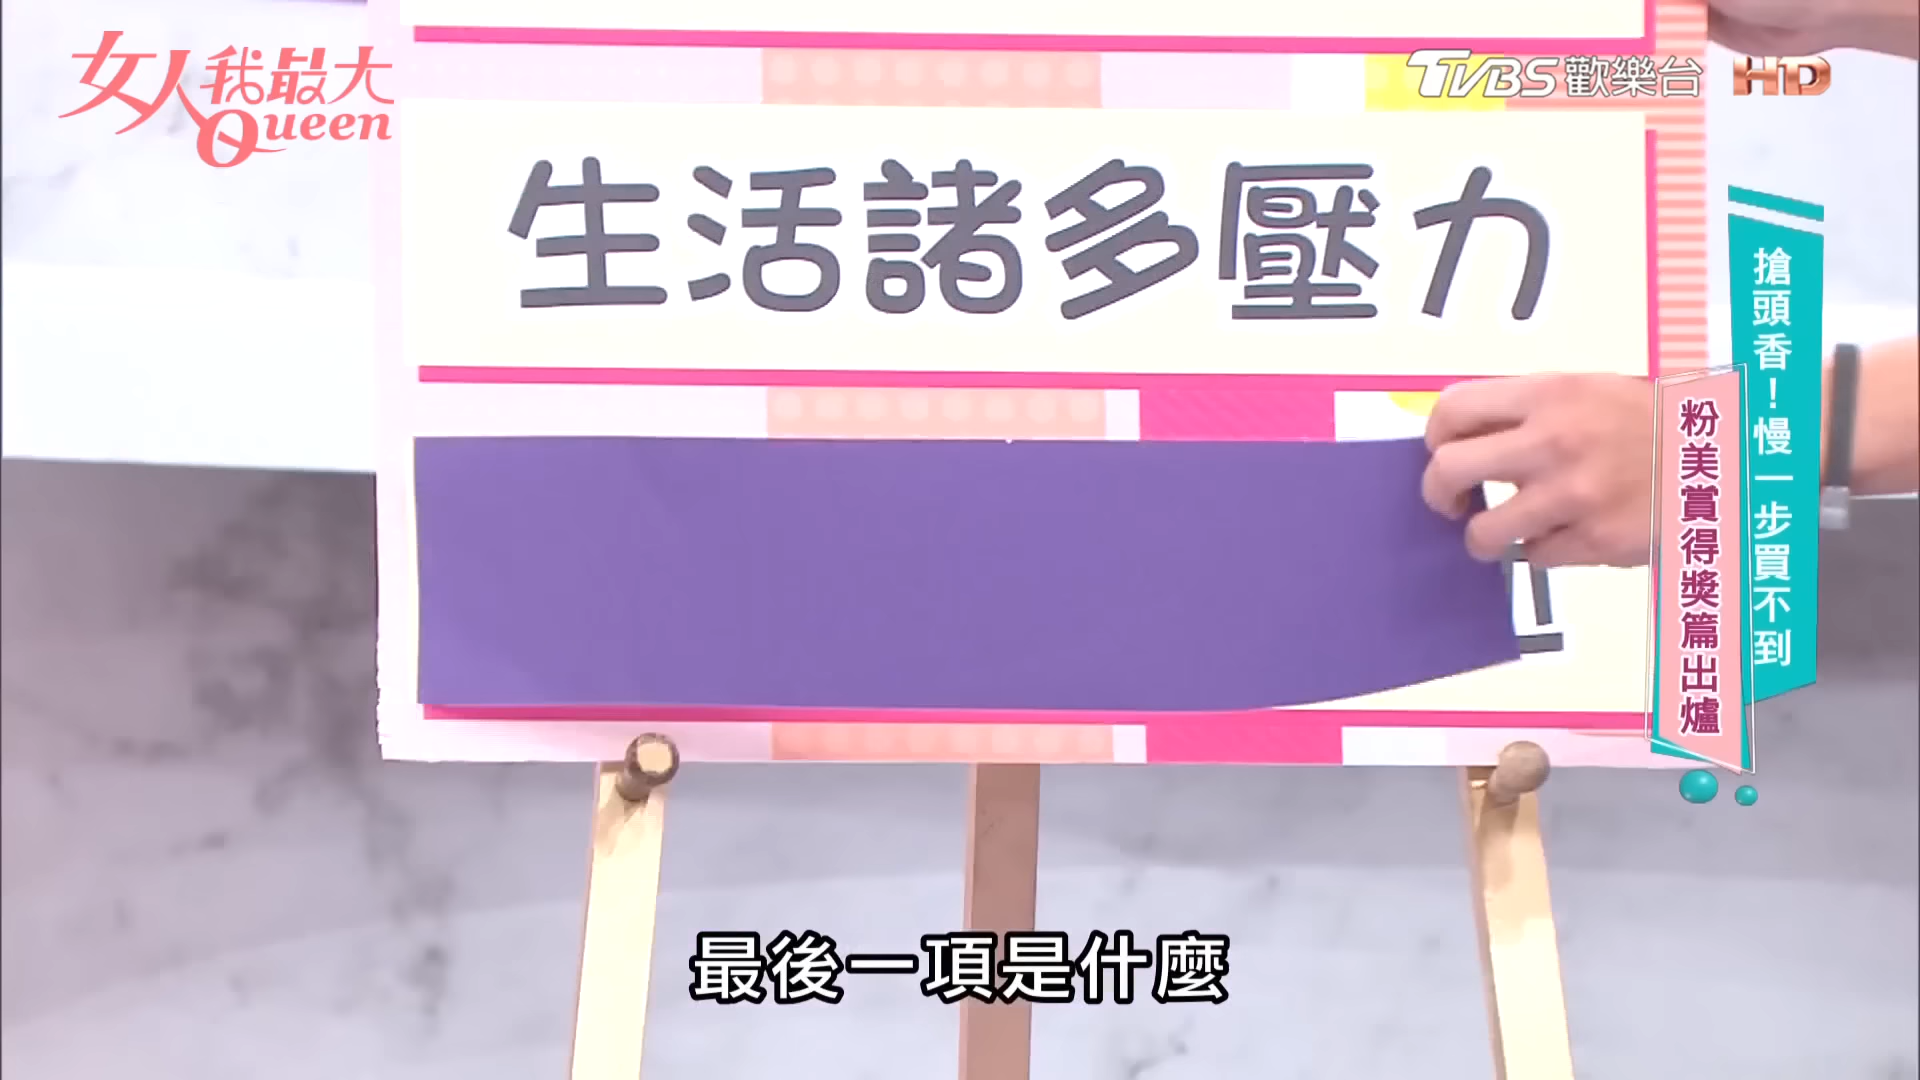 女人我最大
Queen
TVBS歡樂台 HD
生活諸多壓力
搶頭香!慢一步買不到
粉美賞得獎篇出爐
最後一項是什麼